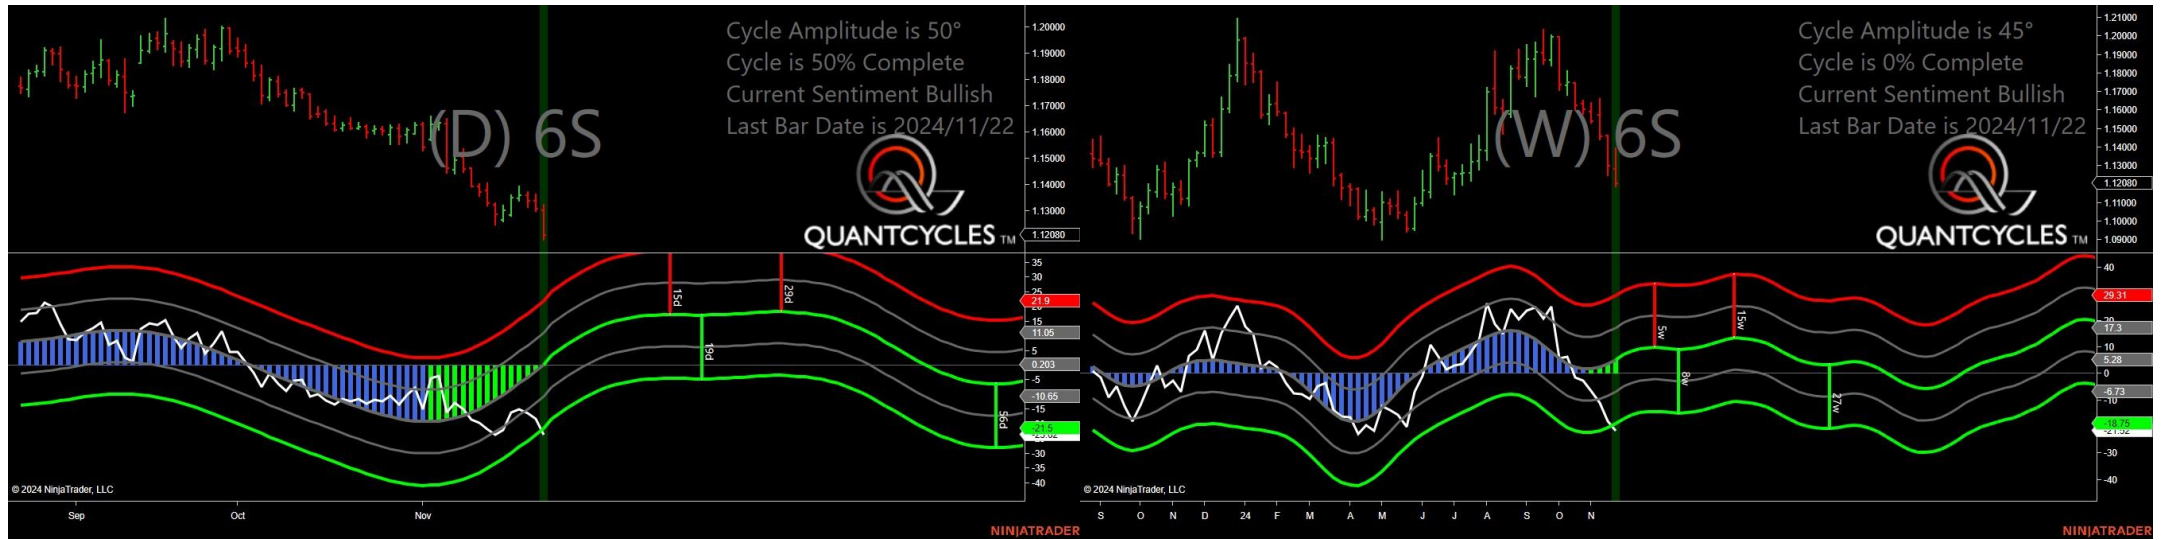 Cycle Amplitude is 50°
Cycle is 50% Complete
Current Sentiment Bullish
Last Bar Date is 2024/11/22
(D) 6S
QUANTCYCLES TM
1.20000
1.19000
1.18000
1.17000
1.16000
1.15000
1.14000
1.13000
1.12080
15d
29d
19d
56d
35
30
25
21.9
15
11.05
5
0.203
-5
-10.65
-15
-21.5
-30
-35
-40
© 2024 NinjaTrader, LLC
Sep Oct Nov
NINJATRADER
Cycle Amplitude is 45°
Cycle is 0% Complete
Current Sentiment Bullish
Last Bar Date is 2024/11/22
(W) 6S
QUANTCYCLES TM
1.21000
1.20000
1.19000
1.18000
1.17000
1.16000
1.15000
1.14000
1.13000
1.12080
1.11000
1.10000
1.09000
5w
15w
8w
27w
40
29.31
20
17.3
10
5.28
0
-6.73
-10
-18.75
-30
-40
© 2024 NinjaTrader, LLC
S O N D 24 F M A M J J A S O N
NINJATRADER